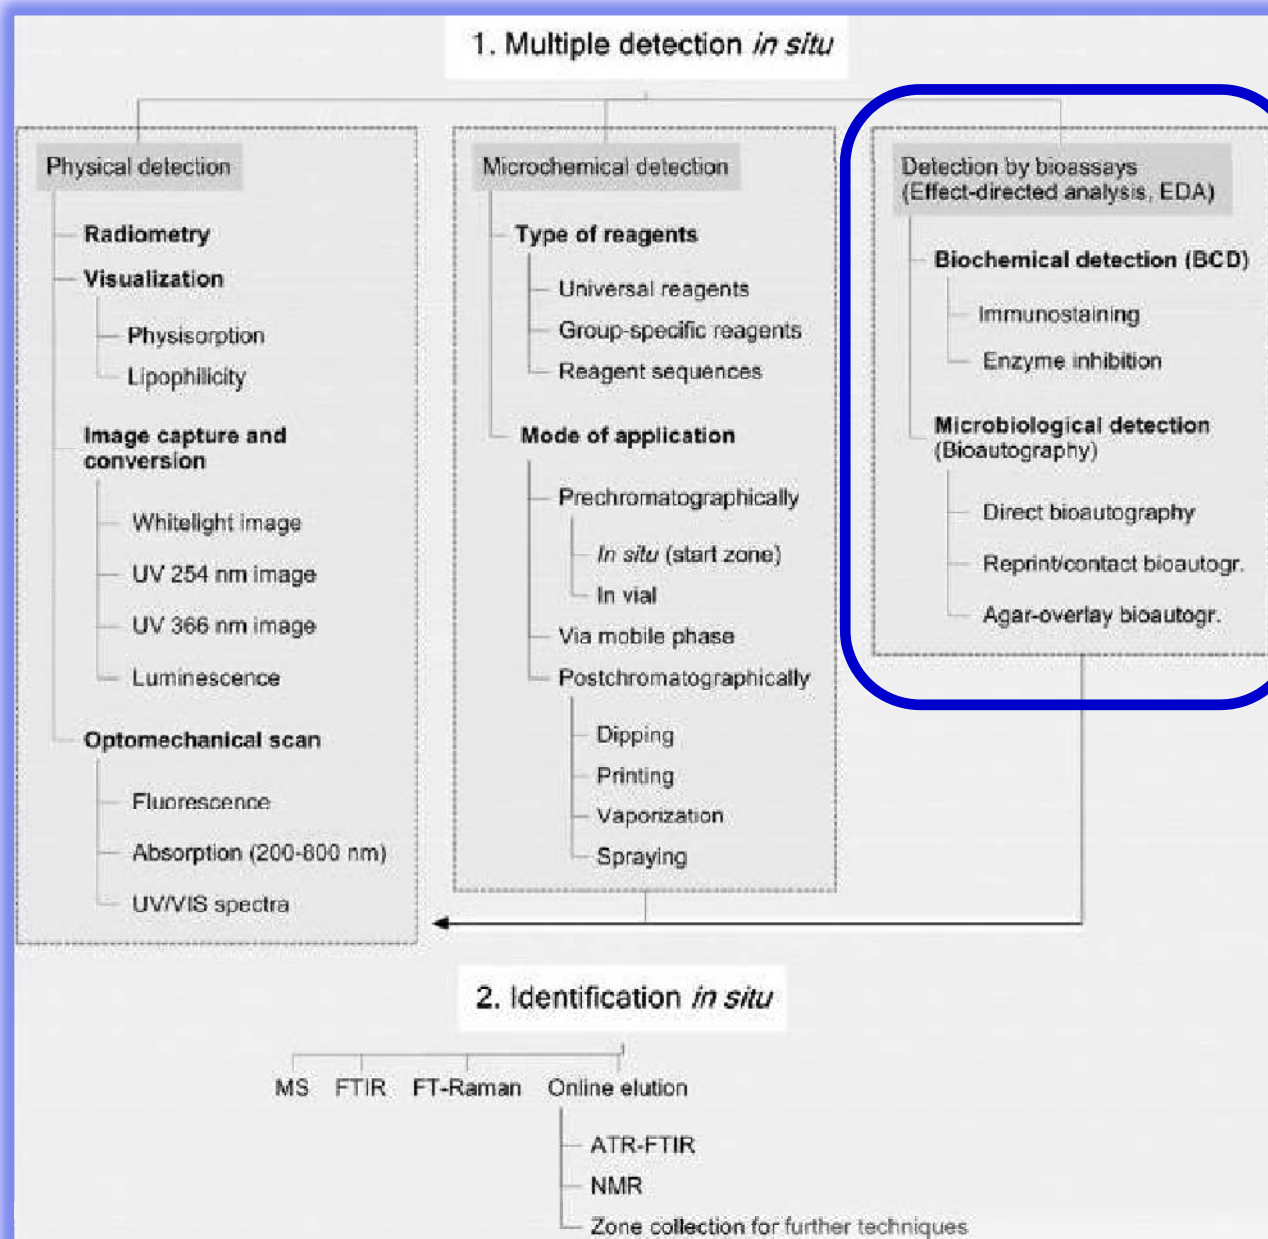 1. Multiple detection in situ
Physical detection
Radiometry
Visualization
Physisorption
Lipophilicity
Image capture and
conversion
Whitelight image
UV 254 nm image
UV 366 nm image
Luminescence
Optomechanical scan
Fluorescence
Absorption (200-800 nm)
UV/VIS spectra
Microchemical detection
Type of reagents
Universal reagents
Group-specific reagents
Reagent sequences
Mode of application
Prechromatographically
In situ (start zone)
In vial
Via mobile phase
Postchromatographically
Dipping
Printing
Vaporization
Spraying
Detection by bioassays
(Effect-directed analysis, EDA)
Biochemical detection (BCD)
Immunostaining
Enzyme inhibition
Microbiological detection
(Bioautography)
Direct bioautography
Reprint/contact bioautogr.
Agar-overlay bioautogr.
2. Identification in situ
MS FTIR FT-Raman Online elution
ATR-FTIR
NMR
Zone collection for further techniques